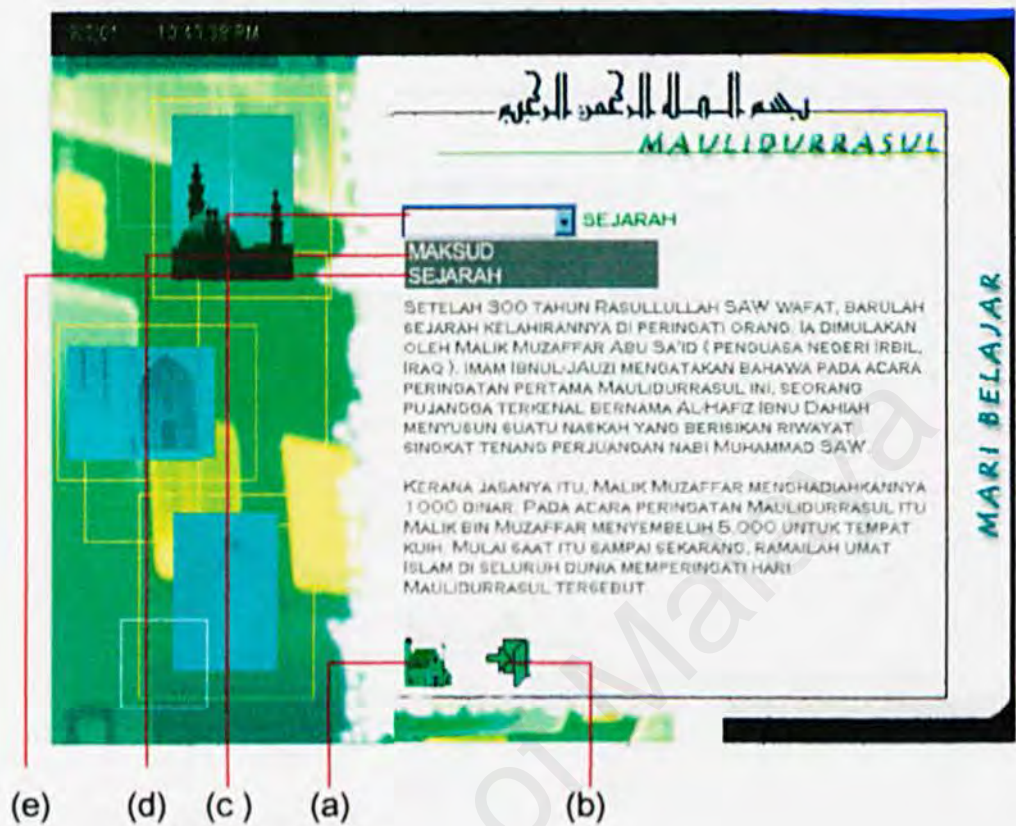 10:43:38 PM
بسم الله الرحمن الرحيم
MAULIDURRASUL
SEJARAH
MAKSUD
SEJARAH
SETELAH 300 TAHUN RASULLULLAH SAW WAFAT, BARULAH
SEJARAH KELAHIRANNYA DI PERINGATI ORANG. IA DIMULAKAN
OLEH MALIK MUZAFFAR ABU SA'ID ( PENGUASA NEGERI IRBIL,
IRAQ ). IMAM IBNUL-JAUZI MENGATAKAN BAHAWA PADA ACARA
PERINGATAN PERTAMA MAULIDURRASUL INI, SEORANG
PUJANGGA TERKENAL BERNAMA AL-HAFIZ IBNU DAHIAH
MENYUSUN SUATU NASKAH YANG BERISIKAN RIWAYAT
SINGKAT TENANG PERJUANGAN NABI MUHAMMAD SAW.
KERANA JASANYA ITU, MALIK MUZAFFAR MENGHADIAHKANNYA
1000 DINAR. PADA ACARA PERINGATAN MAULIDURRASUL ITU
MALIK BIN MUZAFFAR MENYEMBELIH 5.000 UNTUK TEMPAT
KUIH. MULAI SAAT ITU SAMPAI SEKARANG, RAMAILAH UMAT
ISLAM DI SELURUH DUNIA MEMPERINGATI HARI
MAULIDURRASUL TERSEBUT
MARI BELAJAR
(e) (d) (c ) (a) (b)